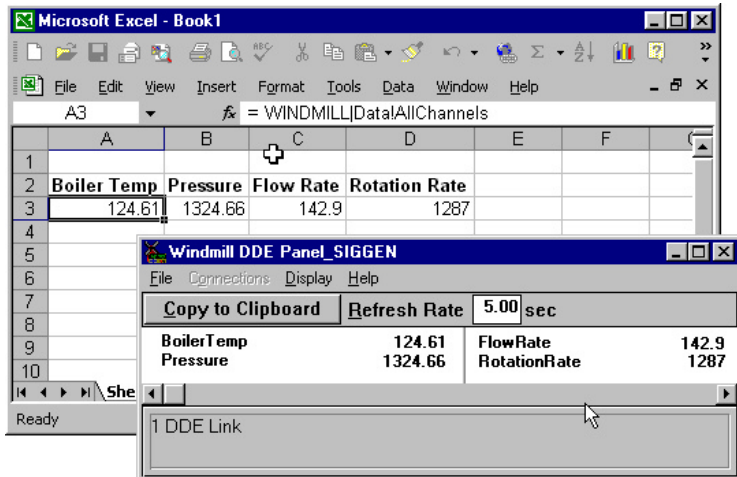 Microsoft Excel - Book1
File Edit View Insert Format Tools Data Window Help
A3 fx = WINDMILL|Data!AllChannels
A B C D E F
1
2 Boiler Temp Pressure Flow Rate Rotation Rate
3 124.61 1324.66 142.9 1287
4
5
6
7
8
9
10
She
Ready
Windmill DDE Panel_SIGGEN
File Connections Display Help
Copy to Clipboard Refresh Rate 5.00 sec
BoilerTemp 124.61 FlowRate 142.9
Pressure 1324.66 RotationRate 1287
1 DDE Link